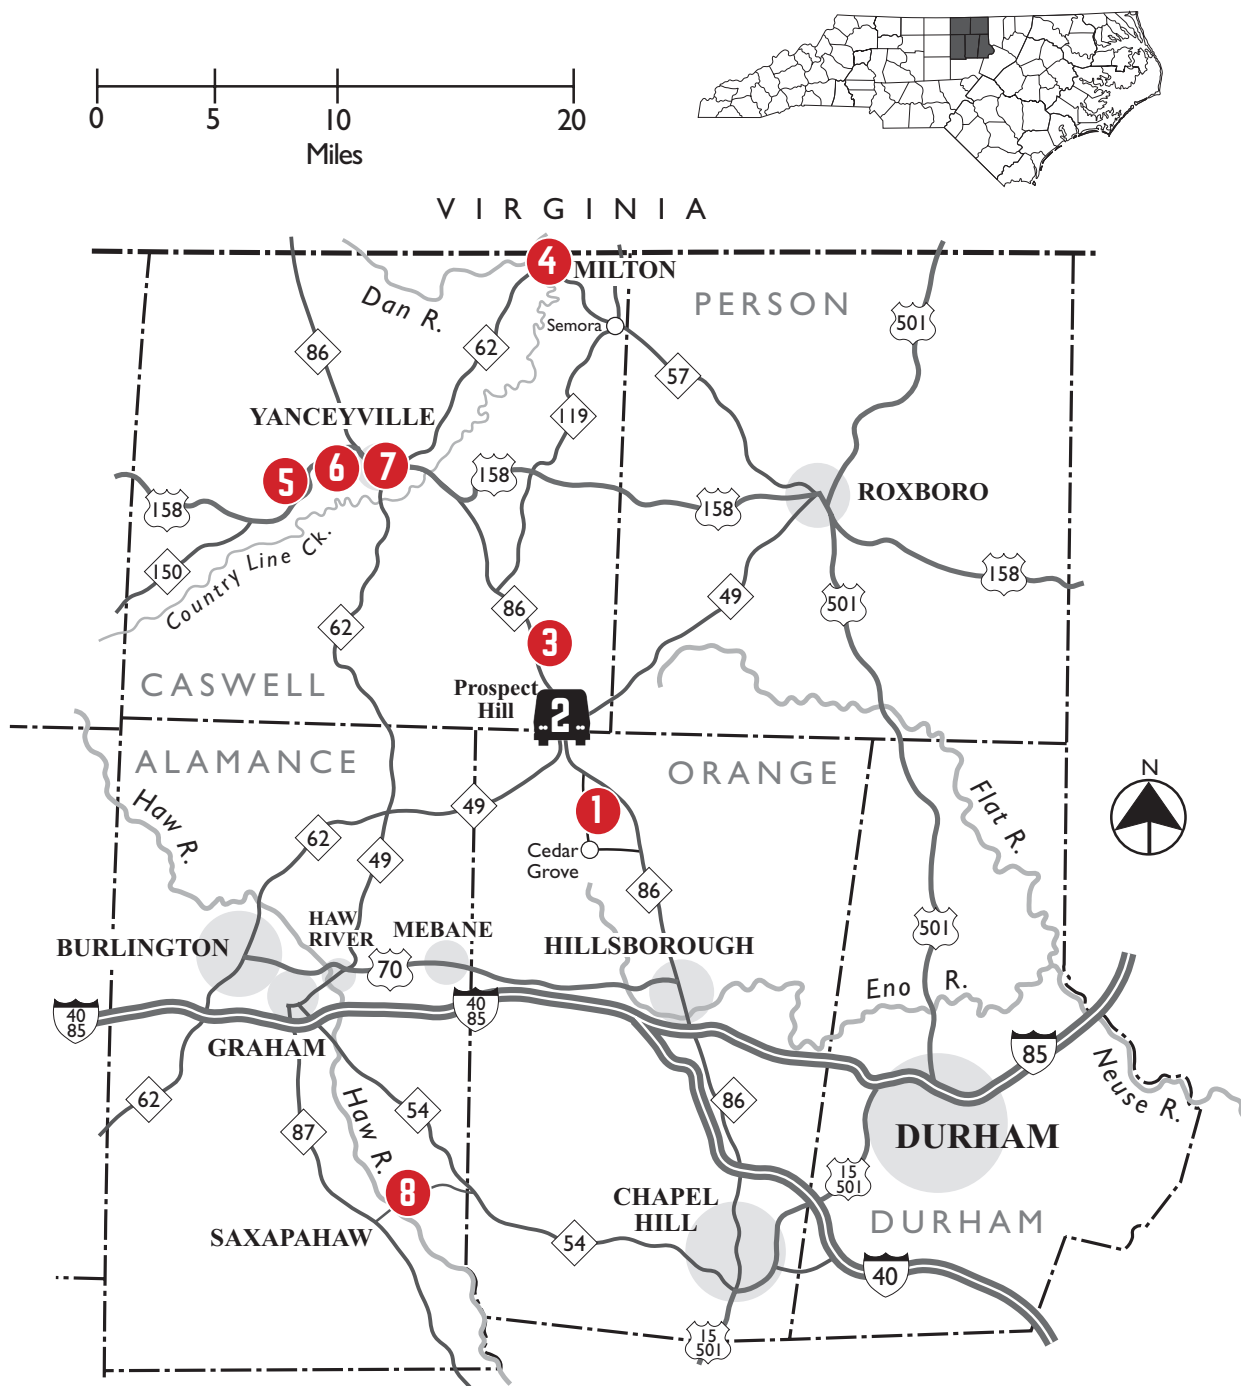 0 5 10 20
Miles
VIRGINIA
4
MILTON
Dan R.
PERSON
501
Semora
86
62
57
119
YANCEYVILLE
5
6
7
158
158
158
ROXBORO
150
Country Line Ck.
158
86
49
501
62
3
CASWELL
Prospect
Hill
2
ALAMANCE
ORANGE
N
Haw R.
Flat R.
49
1
62
49
Cedar
Grove
86
HAW
RIVER
MEBANE
BURLINGTON
HILLSBOROUGH
501
70
Eno R.
40
85
40
85
GRAHAM
85
Neuse R.
62
Haw R.
54
86
87
DURHAM
15
501
8
CHAPEL
HILL
DURHAM
SAXAPAHAW
54
40
15
501